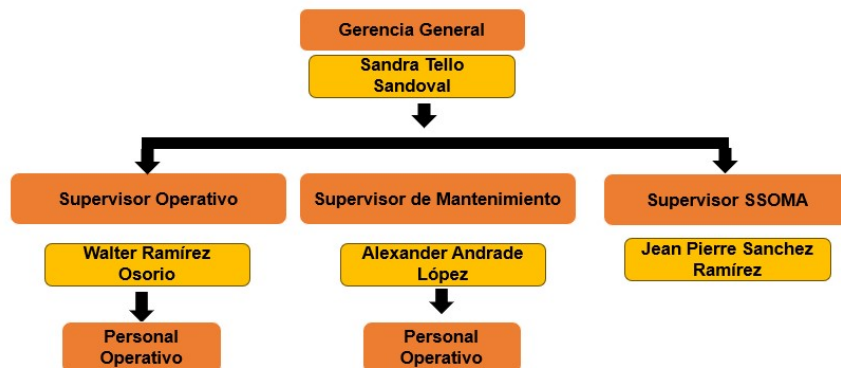 Gerencia General
Sandra Tello
Sandoval
Supervisor Operativo
Supervisor de Mantenimiento
Supervisor SSOMA
Walter Ramírez
Osorio
Alexander Andrade
López
Jean Pierre Sanchez
Ramírez
Personal
Operativo
Personal
Operativo